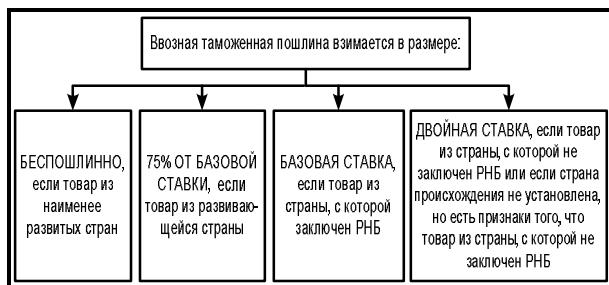 Ввозная таможенная пошлина взимается в размере:
БЕСПОШЛИННО,
если товар из
наименее
развитых стран
75% ОТ БАЗОВОЙ
СТАВКИ, если
товар из развиваю-
щейся страны
БАЗОВАЯ СТАВКА,
если товар из
страны, с которой
заключен РНБ
ДВОЙНАЯ СТАВКА, если товар
из страны, с которой не
заключен РНБ или если страна
происхождения не установлена,
но есть признаки того, что
товар из страны, с которой не
заключен РНБ